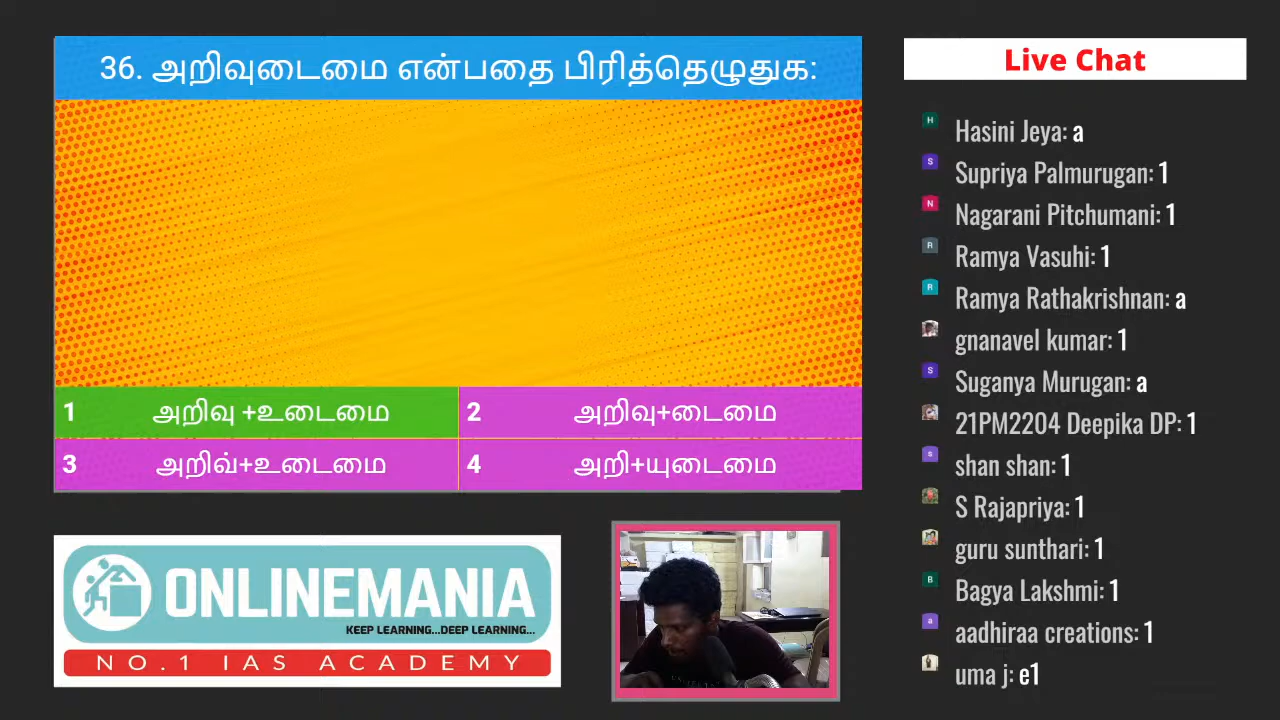 36. அறிவுடைமை என்பதை பிரித்தெழுதுக:
1 அறிவு +உடைமை
2 அறிவு+டைமை
3 அறிவ்+உடைமை
4 அறி+யுடைமை
ONLINEMANIA
KEEP LEARNING...DEEP LEARNING...
NO.1 IAS ACADEMY
Live Chat
H Hasini Jeya: a
S Supriya Palmurugan: 1
N Nagarani Pitchumani: 1
R Ramya Vasuhi: 1
R Ramya Rathakrishnan: a
gnanavel kumar: 1
S Suganya Murugan: a
21PM2204 Deepika DP: 1
s shan shan: 1
S Rajapriya: 1
guru sunthari: 1
B Bagya Lakshmi: 1
a aadhiraa creations: 1
uma j: e1